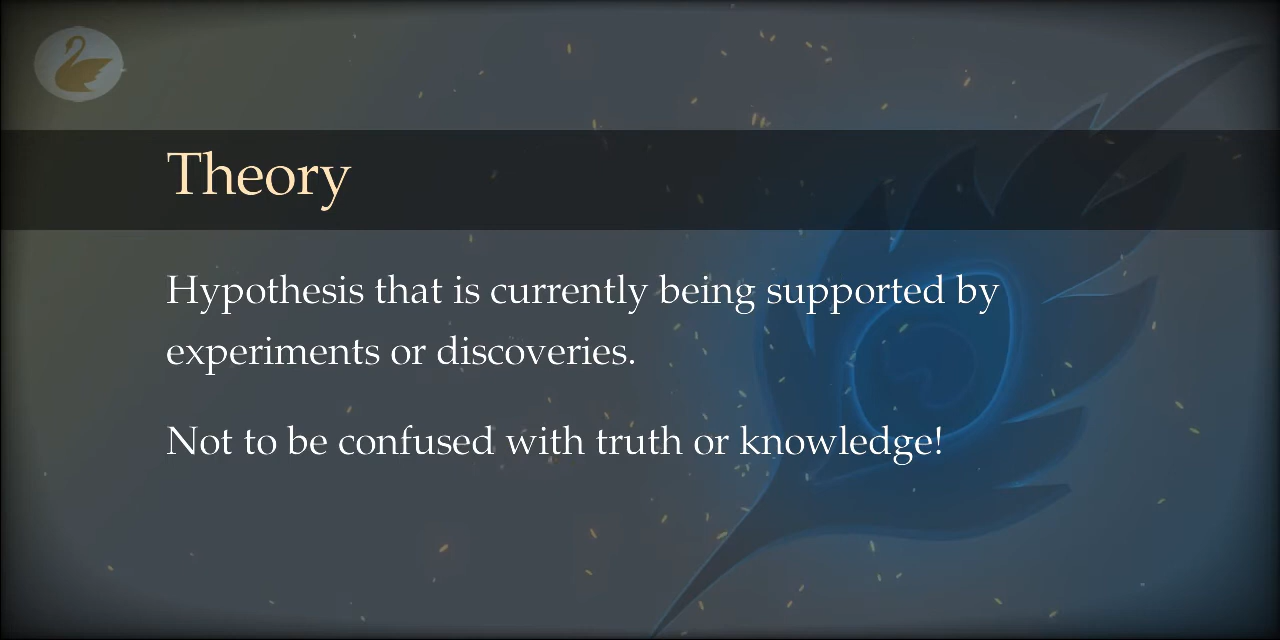 Theory
Hypothesis that is currently being supported by
experiments or discoveries.
Not to be confused with truth or knowledge!